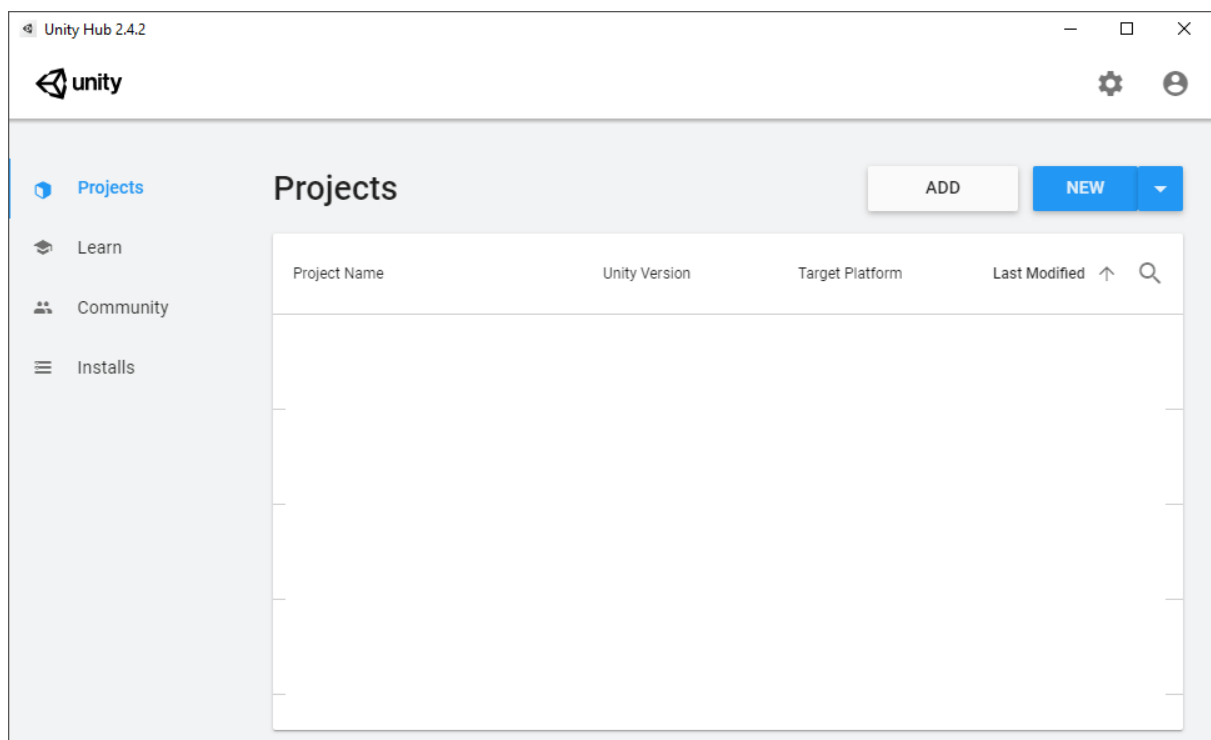 Unity Hub 2.4.2
unity
Projects
Learn
Community
Installs
Projects
ADD
NEW
Project Name Unity Version Target Platform Last Modified